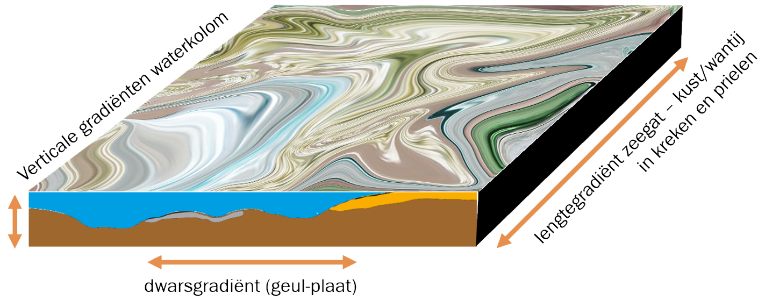 Verticale gradiënten waterkolom
lengtegradiënt zeegat – kust/wantij
in kreken en prielen
dwarsgradiënt (geul-plaat)